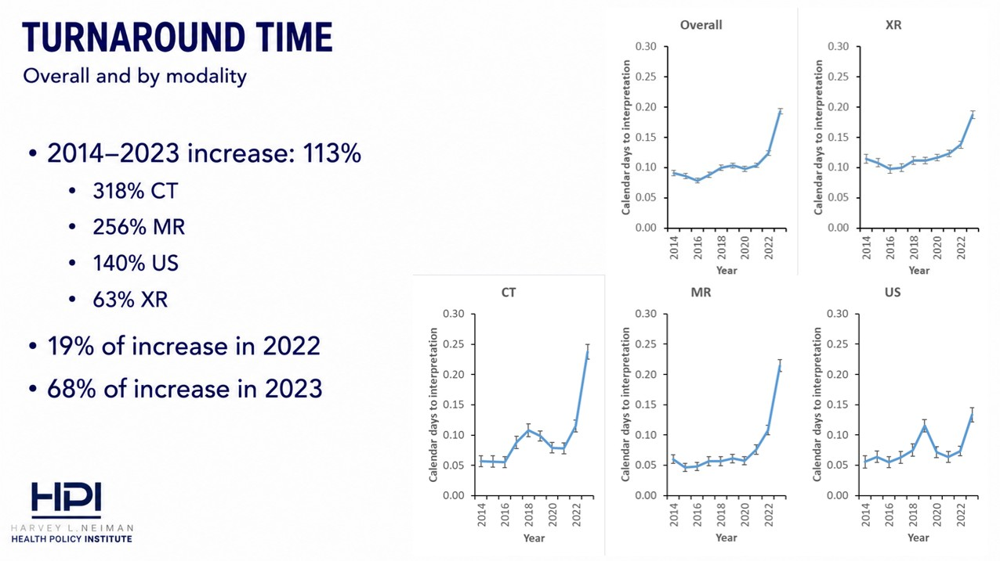 TURNAROUND TIME
Overall and by modality
• 2014–2023 increase: 113%
• 318% CT
• 256% MR
• 140% US
• 63% XR
• 19% of increase in 2022
• 68% of increase in 2023
HPI
HARVEY L. NEIMAN
HEALTH POLICY INSTITUTE
Overall
Calendar days to interpretation
0.30
0.25
0.20
0.15
0.10
0.05
0.00
2014
2016
2018
2020
2022
Year
XR
Calendar days to interpretation
0.30
0.25
0.20
0.15
0.10
0.05
0.00
2014
2016
2018
2020
2022
Year
CT
Calendar days to interpretation
0.30
0.25
0.20
0.15
0.10
0.05
0.00
2014
2016
2018
2020
2022
Year
MR
Calendar days to interpretation
0.30
0.25
0.20
0.15
0.10
0.05
0.00
2014
2016
2018
2020
2022
Year
US
Calendar days to interpretation
0.30
0.25
0.20
0.15
0.10
0.05
0.00
2014
2016
2018
2020
2022
Year